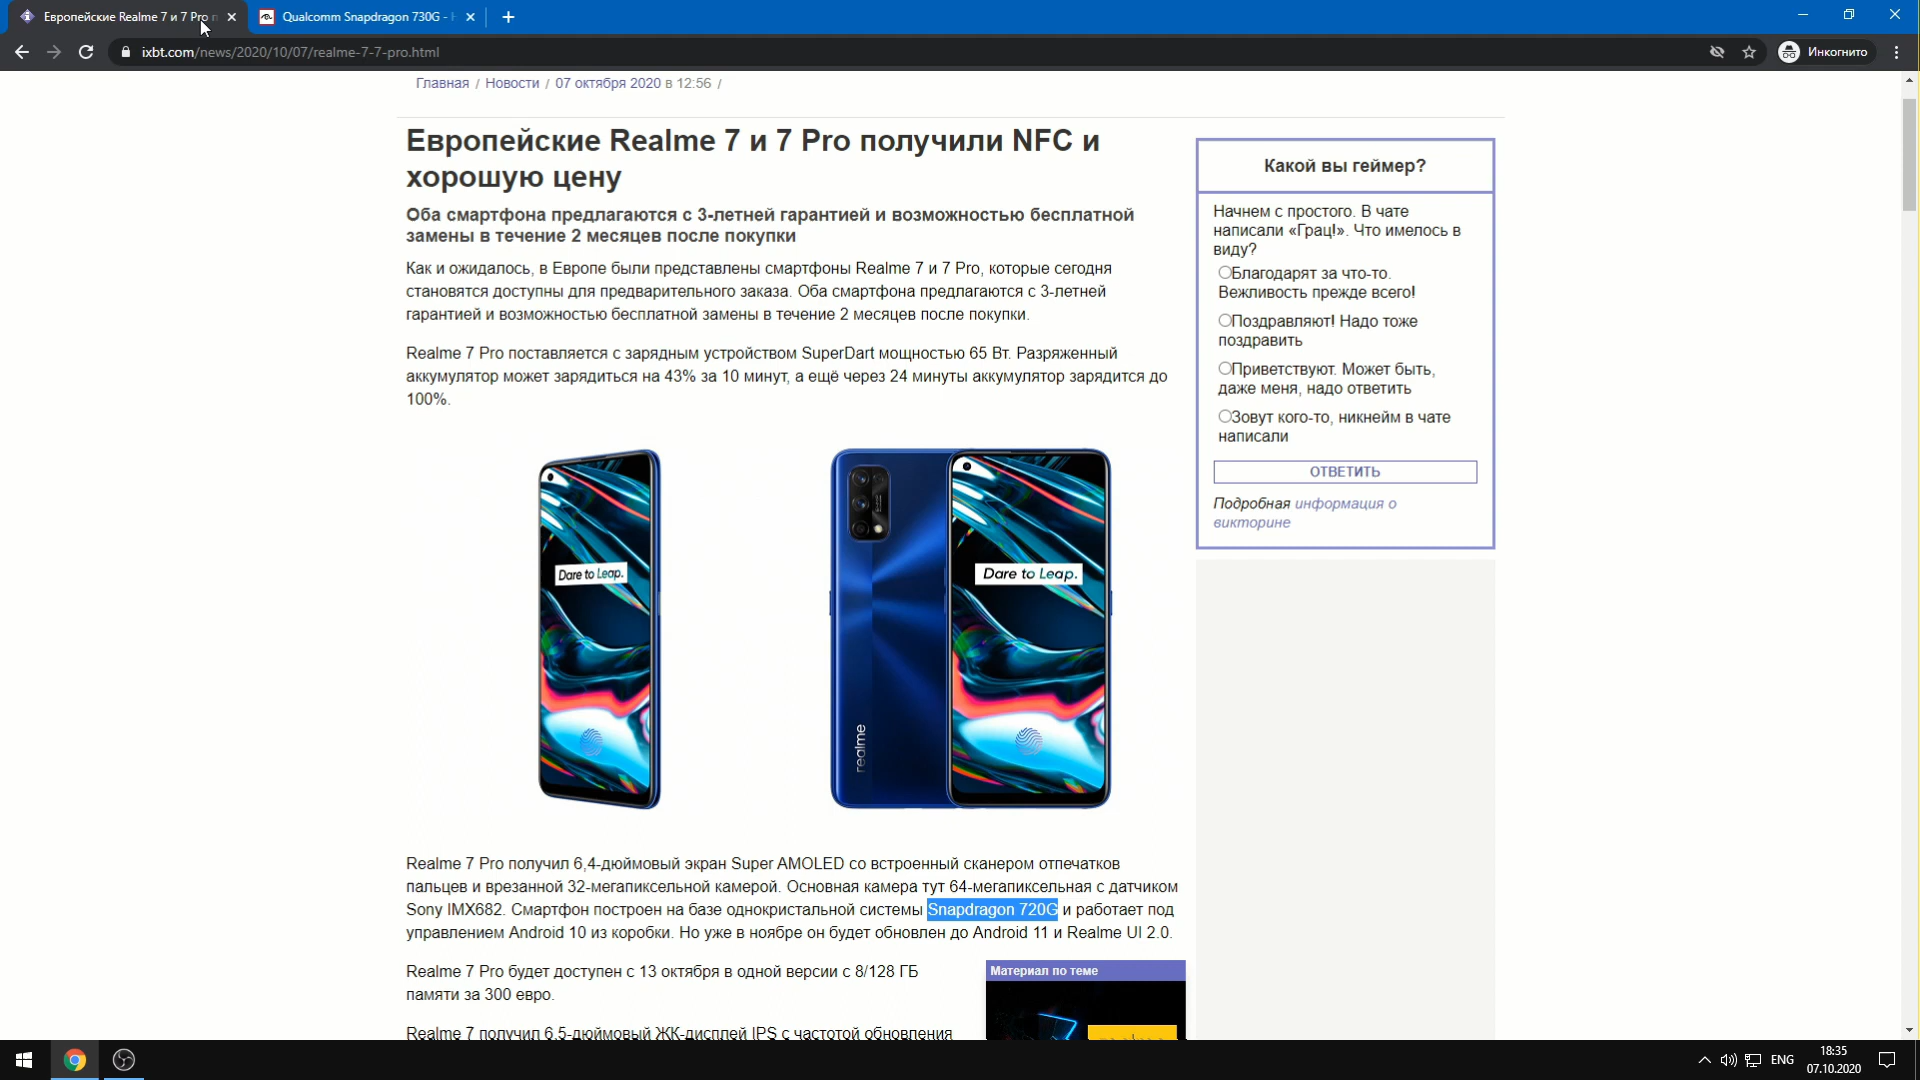 Европейские Realme 7 и 7 Pro п
Qualcomm Snapdragon 730G -
ixbt.com/news/2020/10/07/realme-7-7-pro.html
Инкогнито
Главная / Новости / 07 октября 2020 в 12:56 /
Европейские Realme 7 и 7 Pro получили NFC и
хорошую цену
Оба смартфона предлагаются с 3-летней гарантией и возможностью бесплатной
замены в течение 2 месяцев после покупки
Как и ожидалось, в Европе были представлены смартфоны Realme 7 и 7 Pro, которые сегодня
становятся доступны для предварительного заказа. Оба смартфона предлагаются с 3-летней
гарантией и возможностью бесплатной замены в течение 2 месяцев после покупки.
Realme 7 Pro поставляется с зарядным устройством SuperDart мощностью 65 Вт. Разряженный
аккумулятор может зарядиться на 43% за 10 минут, а ещё через 24 минуты аккумулятор зарядится до
100%.
Dare to Leap.
realme
Dare to Leap.
Realme 7 Pro получил 6,4-дюймовый экран Super AMOLED со встроенный сканером отпечатков
пальцев и врезанной 32-мегапиксельной камерой. Основная камера тут 64-мегапиксельная с датчиком
Sony IMX682. Смартфон построен на базе однокристальной системы Snapdragon 720G и работает под
управлением Android 10 из коробки. Но уже в ноябре он будет обновлен до Android 11 и Realme UI 2.0.
Realme 7 Pro будет доступен с 13 октября в одной версии с 8/128 ГБ
памяти за 300 евро.
Realme 7 получил 6,5-дюймовый ЖК-дисплей IPS с частотой обновления
Материал по теме
Какой вы геймер?
Начнем с простого. В чате
написали «Грац!». Что имелось в
виду?
Благодарят за что-то.
Вежливость прежде всего!
Поздравляют! Надо тоже
поздравить
Приветствуют. Может быть,
даже меня, надо ответить
Зовут кого-то, никнейм в чате
написали
ОТВЕТИТЬ
Подробная информация о
викторине
ENG
18:35
07.10.2020